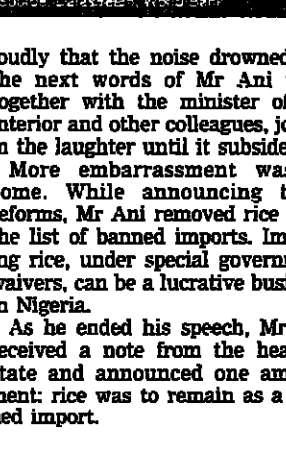 Source: Datastream, World Bank
oudly that the noise drowned
he next words of Mr Ani
ogether with the minister of
nterior and other colleagues, jo
n the laughter until it subside
More embarrassment was
ome. While announcing t
eforms, Mr Ani removed rice
he list of banned imports. Im
ng rice, under special governm
waivers, can be a lucrative busi
n Nigeria.
As he ended his speech, Mr
eceived a note from the hea
tate and announced one am
ment: rice was to remain as a
ned import.